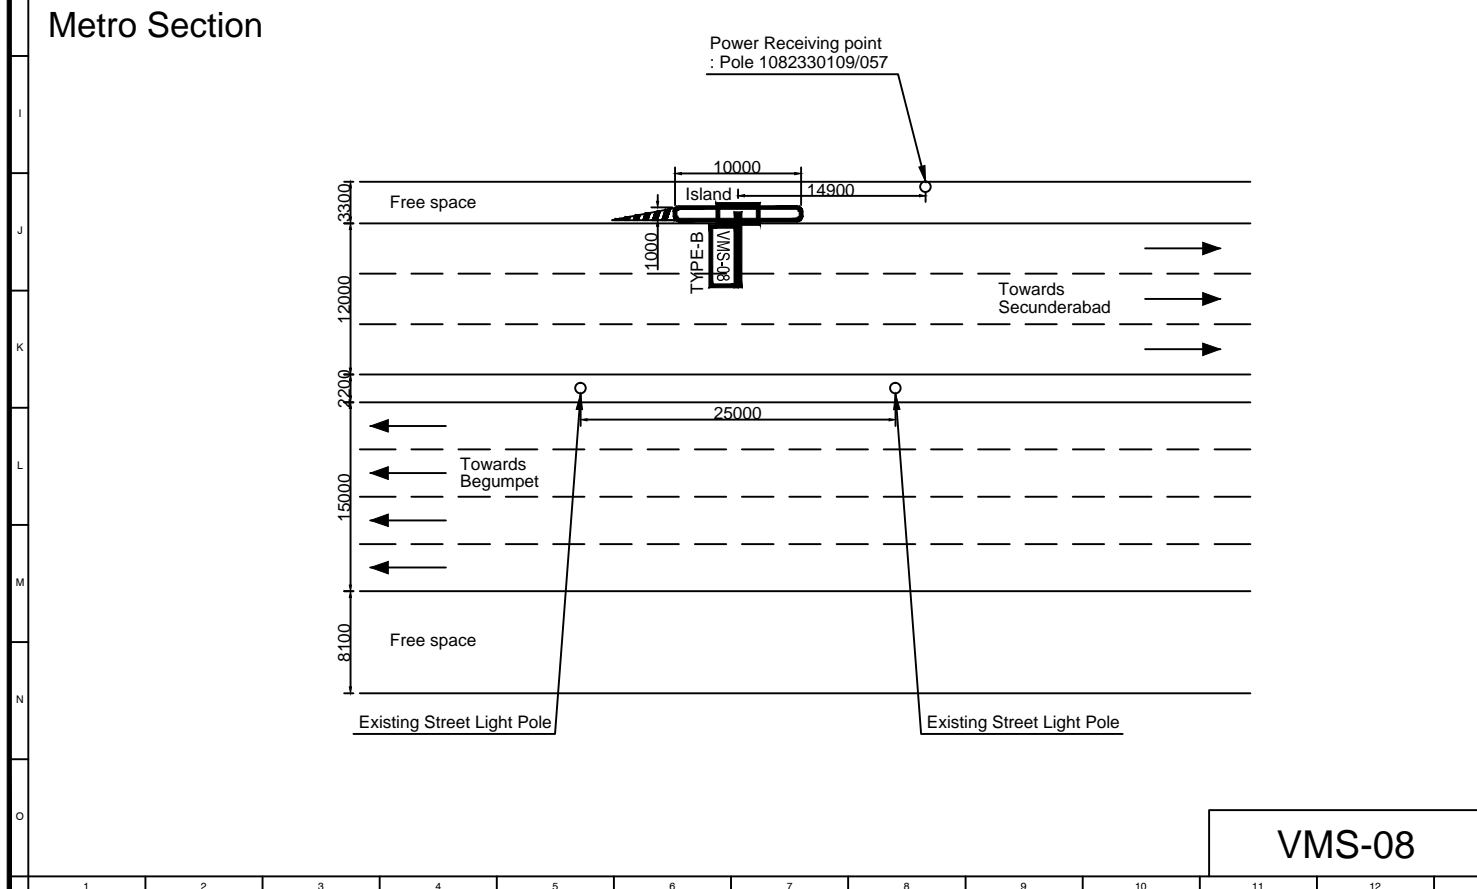 Metro Section
Power Receiving point
: Pole 1082330109/057
10000
14900
Island
3300
Free space
1000
TYPE-B
VMS-08
12000
Towards
Secunderabad
2200
25000
Towards
Begumpet
15000
8100
Free space
Existing Street Light Pole
Existing Street Light Pole
VMS-08
I
J
K
L
M
N
O
1
2
3
4
5
6
7
8
9
10
11
12